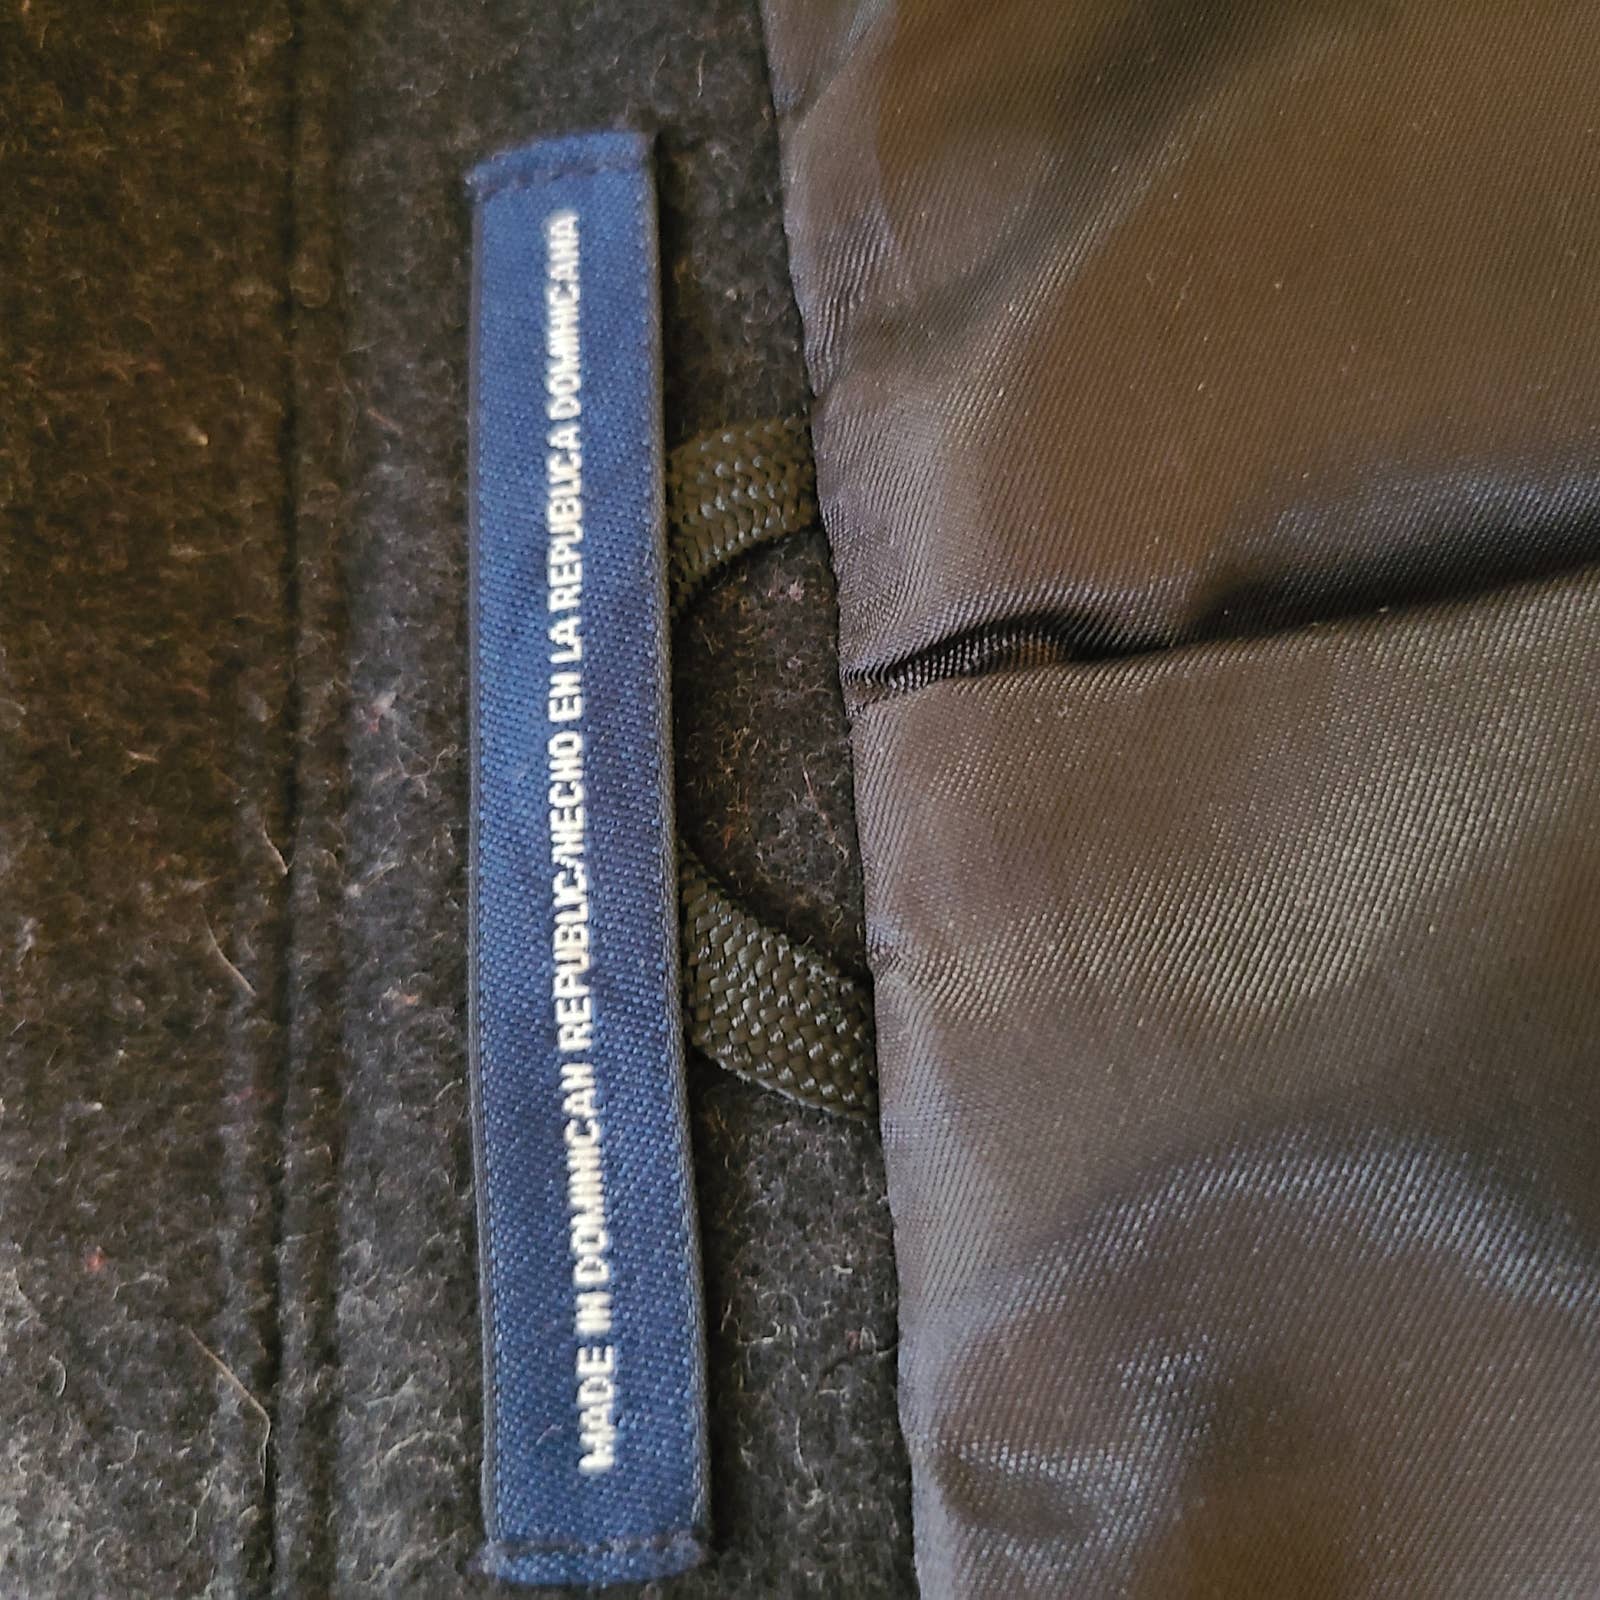 MADE IN DOMINICAN REPUBLIC/HECHO EN LA REPUBLICA DOMINICANA